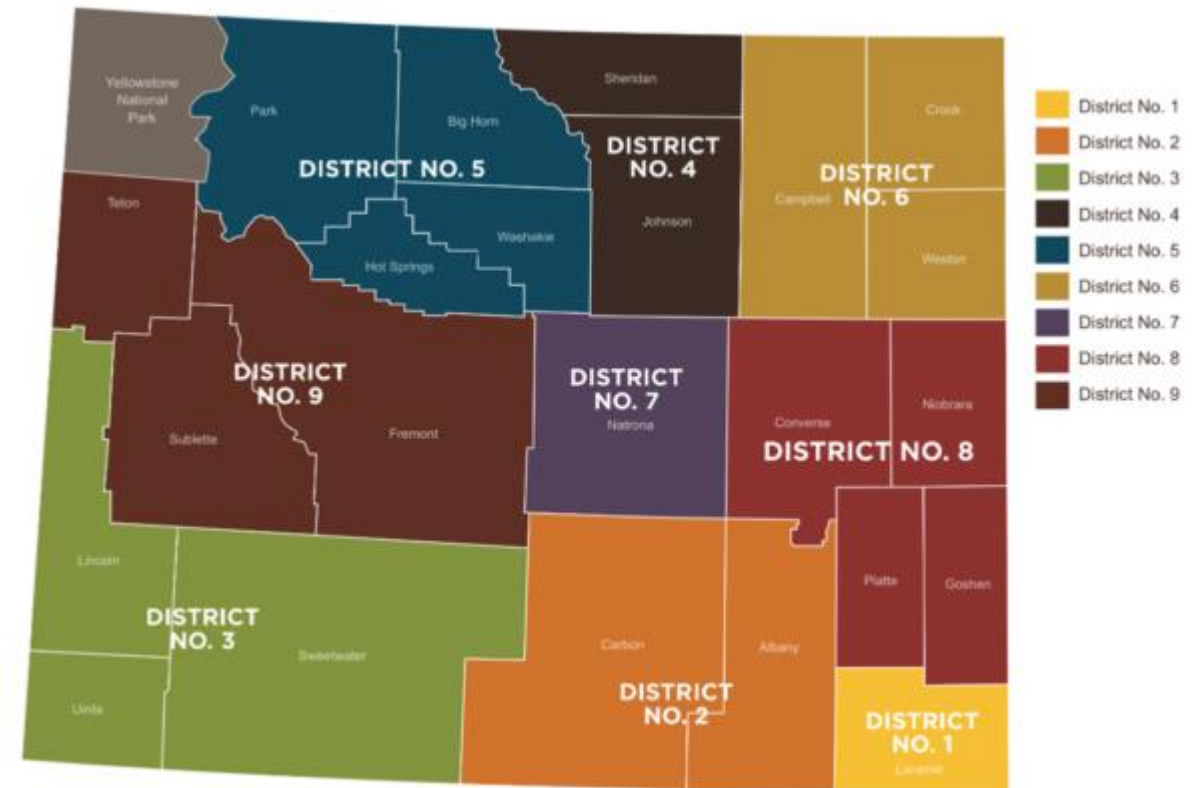 Yellowstone
National
Park
Park
Big Horn
Sheridan
Crook
DISTRICT
NO. 4
DISTRICT NO. 5
DISTRICT
NO. 6
Campbell
Teton
Johnson
Washakie
Hot Springs
Weston
DISTRICT
NO. 9
DISTRICT
NO. 7
Natrona
Niobrara
Converse
Sublette
Fremont
DISTRICT NO. 8
Lincoln
Platte
Goshen
DISTRICT
NO. 3
Sweetwater
Carbon
Albany
DISTRICT
NO. 2
Uinta
DISTRICT
NO. 1
Laramie
District No. 1
District No. 2
District No. 3
District No. 4
District No. 5
District No. 6
District No. 7
District No. 8
District No. 9